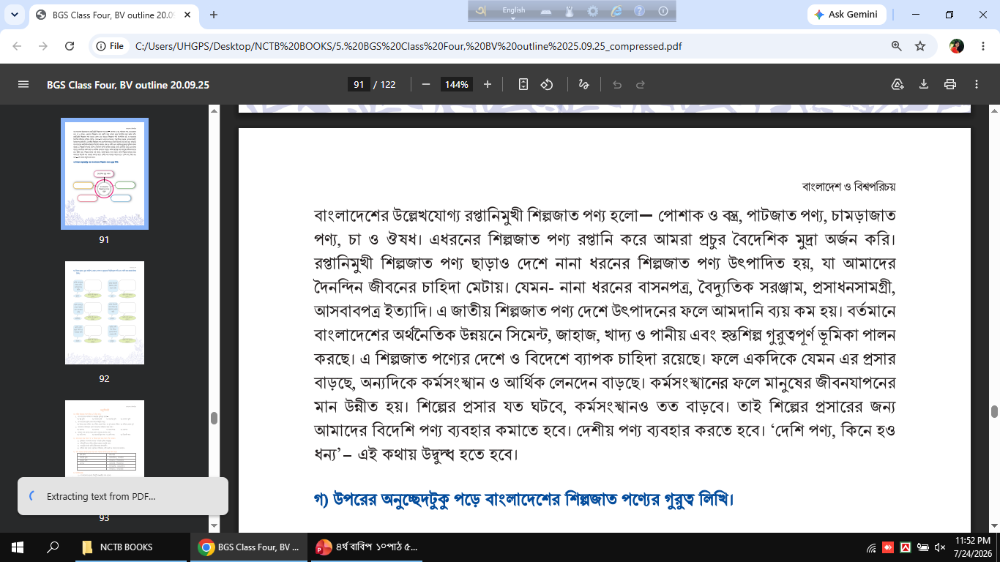 BGS Class Four, BV outline 20.09
English
Ask Gemini
File
C:/Users/UHGPS/Desktop/NCTB%20BOOKS/5.%20BGS%20Class%20Four,%20BV%20outline%2025.09.25_compressed.pdf
BGS Class Four, BV outline 20.09.25
91 / 122
144%
91
92
93
বাংলাদেশ ও বিশ্বপরিচয়
বাংলাদেশের উল্লেখযোগ্য রপ্তানিমুখী শিল্পজাত পণ্য হলো— পোশাক ও বস্ত্র, পাটজাত পণ্য, চামড়াজাত
পণ্য, চা ও ঔষধ। এধরনের শিল্পজাত পণ্য রপ্তানি করে আমরা প্রচুর বৈদেশিক মুদ্রা অর্জন করি।
রপ্তানিমুখী শিল্পজাত পণ্য ছাড়াও দেশে নানা ধরনের শিল্পজাত পণ্য উৎপাদিত হয়, যা আমাদের
দৈনন্দিন জীবনের চাহিদা মেটায়। যেমন- নানা ধরনের বাসনপত্র, বৈদ্যুতিক সরঞ্জাম, প্রসাধনসামগ্রী,
আসবাবপত্র ইত্যাদি। এ জাতীয় শিল্পজাত পণ্য দেশে উৎপাদনের ফলে আমদানি ব্যয় কম হয়। বর্তমানে
বাংলাদেশের অর্থনৈতিক উন্নয়নে সিমেন্ট, জাহাজ, খাদ্য ও পানীয় এবং হস্তশিল্প গুরুত্বপূর্ণ ভূমিকা পালন
করছে। এ শিল্পজাত পণ্যের দেশে ও বিদেশে ব্যাপক চাহিদা রয়েছে। ফলে একদিকে যেমন এর প্রসার
বাড়ছে, অন্যদিকে কর্মসংস্থান ও আর্থিক লেনদেন বাড়ছে। কর্মসংস্থানের ফলে মানুষের জীবনযাপনের
মান উন্নীত হয়। শিল্পের প্রসার যত ঘটবে, কর্মসংস্থানও তত বাড়বে। তাই শিল্পের প্রসারের জন্য
আমাদের বিদেশি পণ্য ব্যবহার কমাতে হবে। দেশীয় পণ্য ব্যবহার করতে হবে। ‘দেশি পণ্য, কিনে হও
ধন্য’– এই কথায় উদ্বুদ্ধ হতে হবে।
গ) উপরের অনুচ্ছেদটুকু পড়ে বাংলাদেশের শিল্পজাত পণ্যের গুরুত্ব লিখি।
Extracting text from PDF...
NCTB BOOKS
BGS Class Four, BV ...
৪র্থ বাবিপ ১০পাঠ ৫...
11:52 PM
7/24/2026